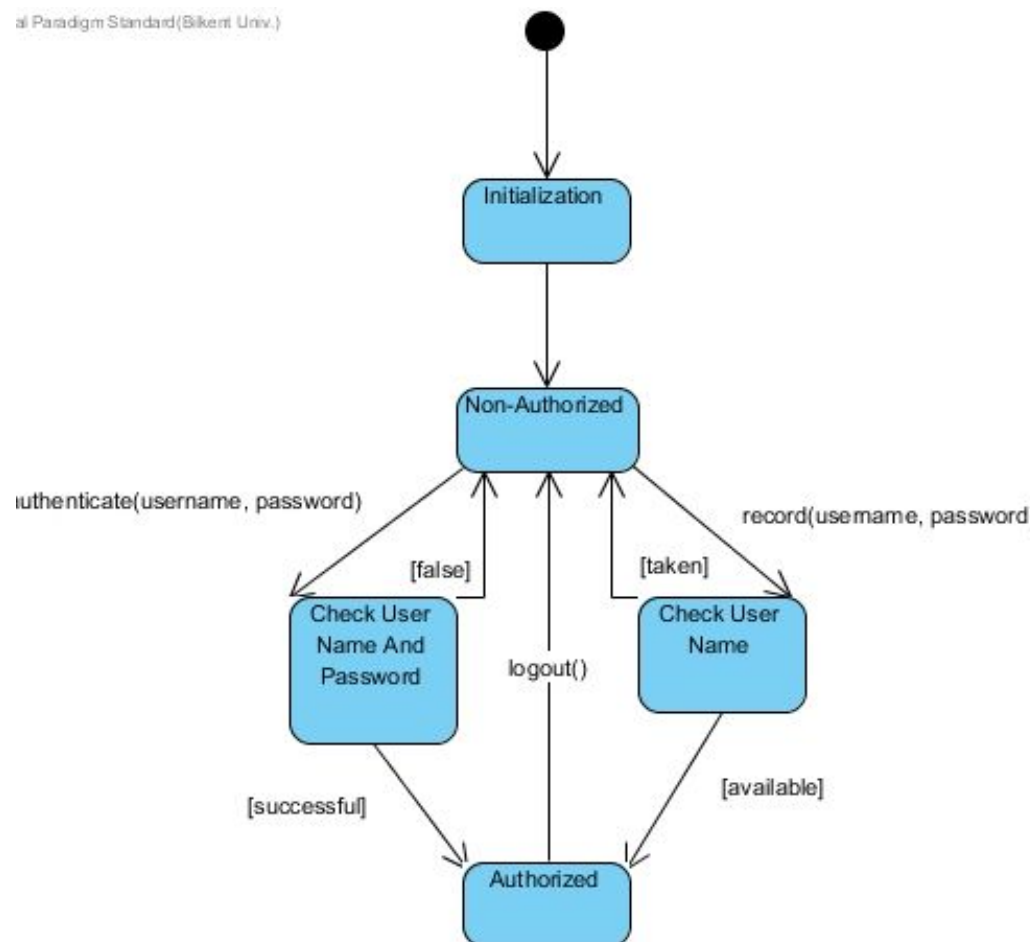 al Paradigm Standard(Bilkent Univ.)
Initialization
Non-Authorized
authenticate(username, password)
record(username, password
[false]
[taken]
Check User
Name And
Password
Check User
Name
logout()
[successful]
[available]
Authorized